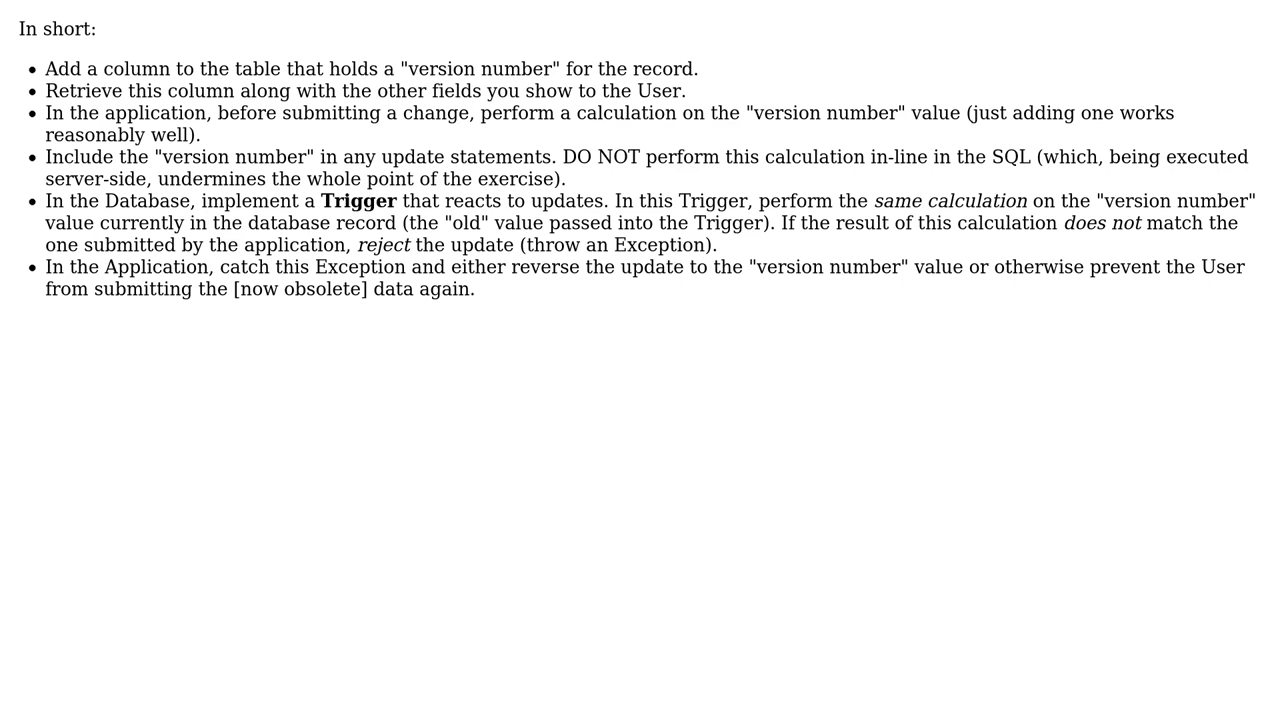 In short:
Add a column to the table that holds a "version number" for the record.
Retrieve this column along with the other fields you show to the User.
In the application, before submitting a change, perform a calculation on the "version number" value (just adding one works
reasonably well).
Include the "version number" in any update statements. DO NOT perform this calculation in-line in the SQL (which, being executed
server-side, undermines the whole point of the exercise).
In the Database, implement a Trigger that reacts to updates. In this Trigger, perform the same calculation on the "version number"
value currently in the database record (the "old" value passed into the Trigger). If the result of this calculation does not match the
one submitted by the application, reject the update (throw an Exception).
In the Application, catch this Exception and either reverse the update to the "version number" value or otherwise prevent the User
from submitting the [now obsolete] data again.